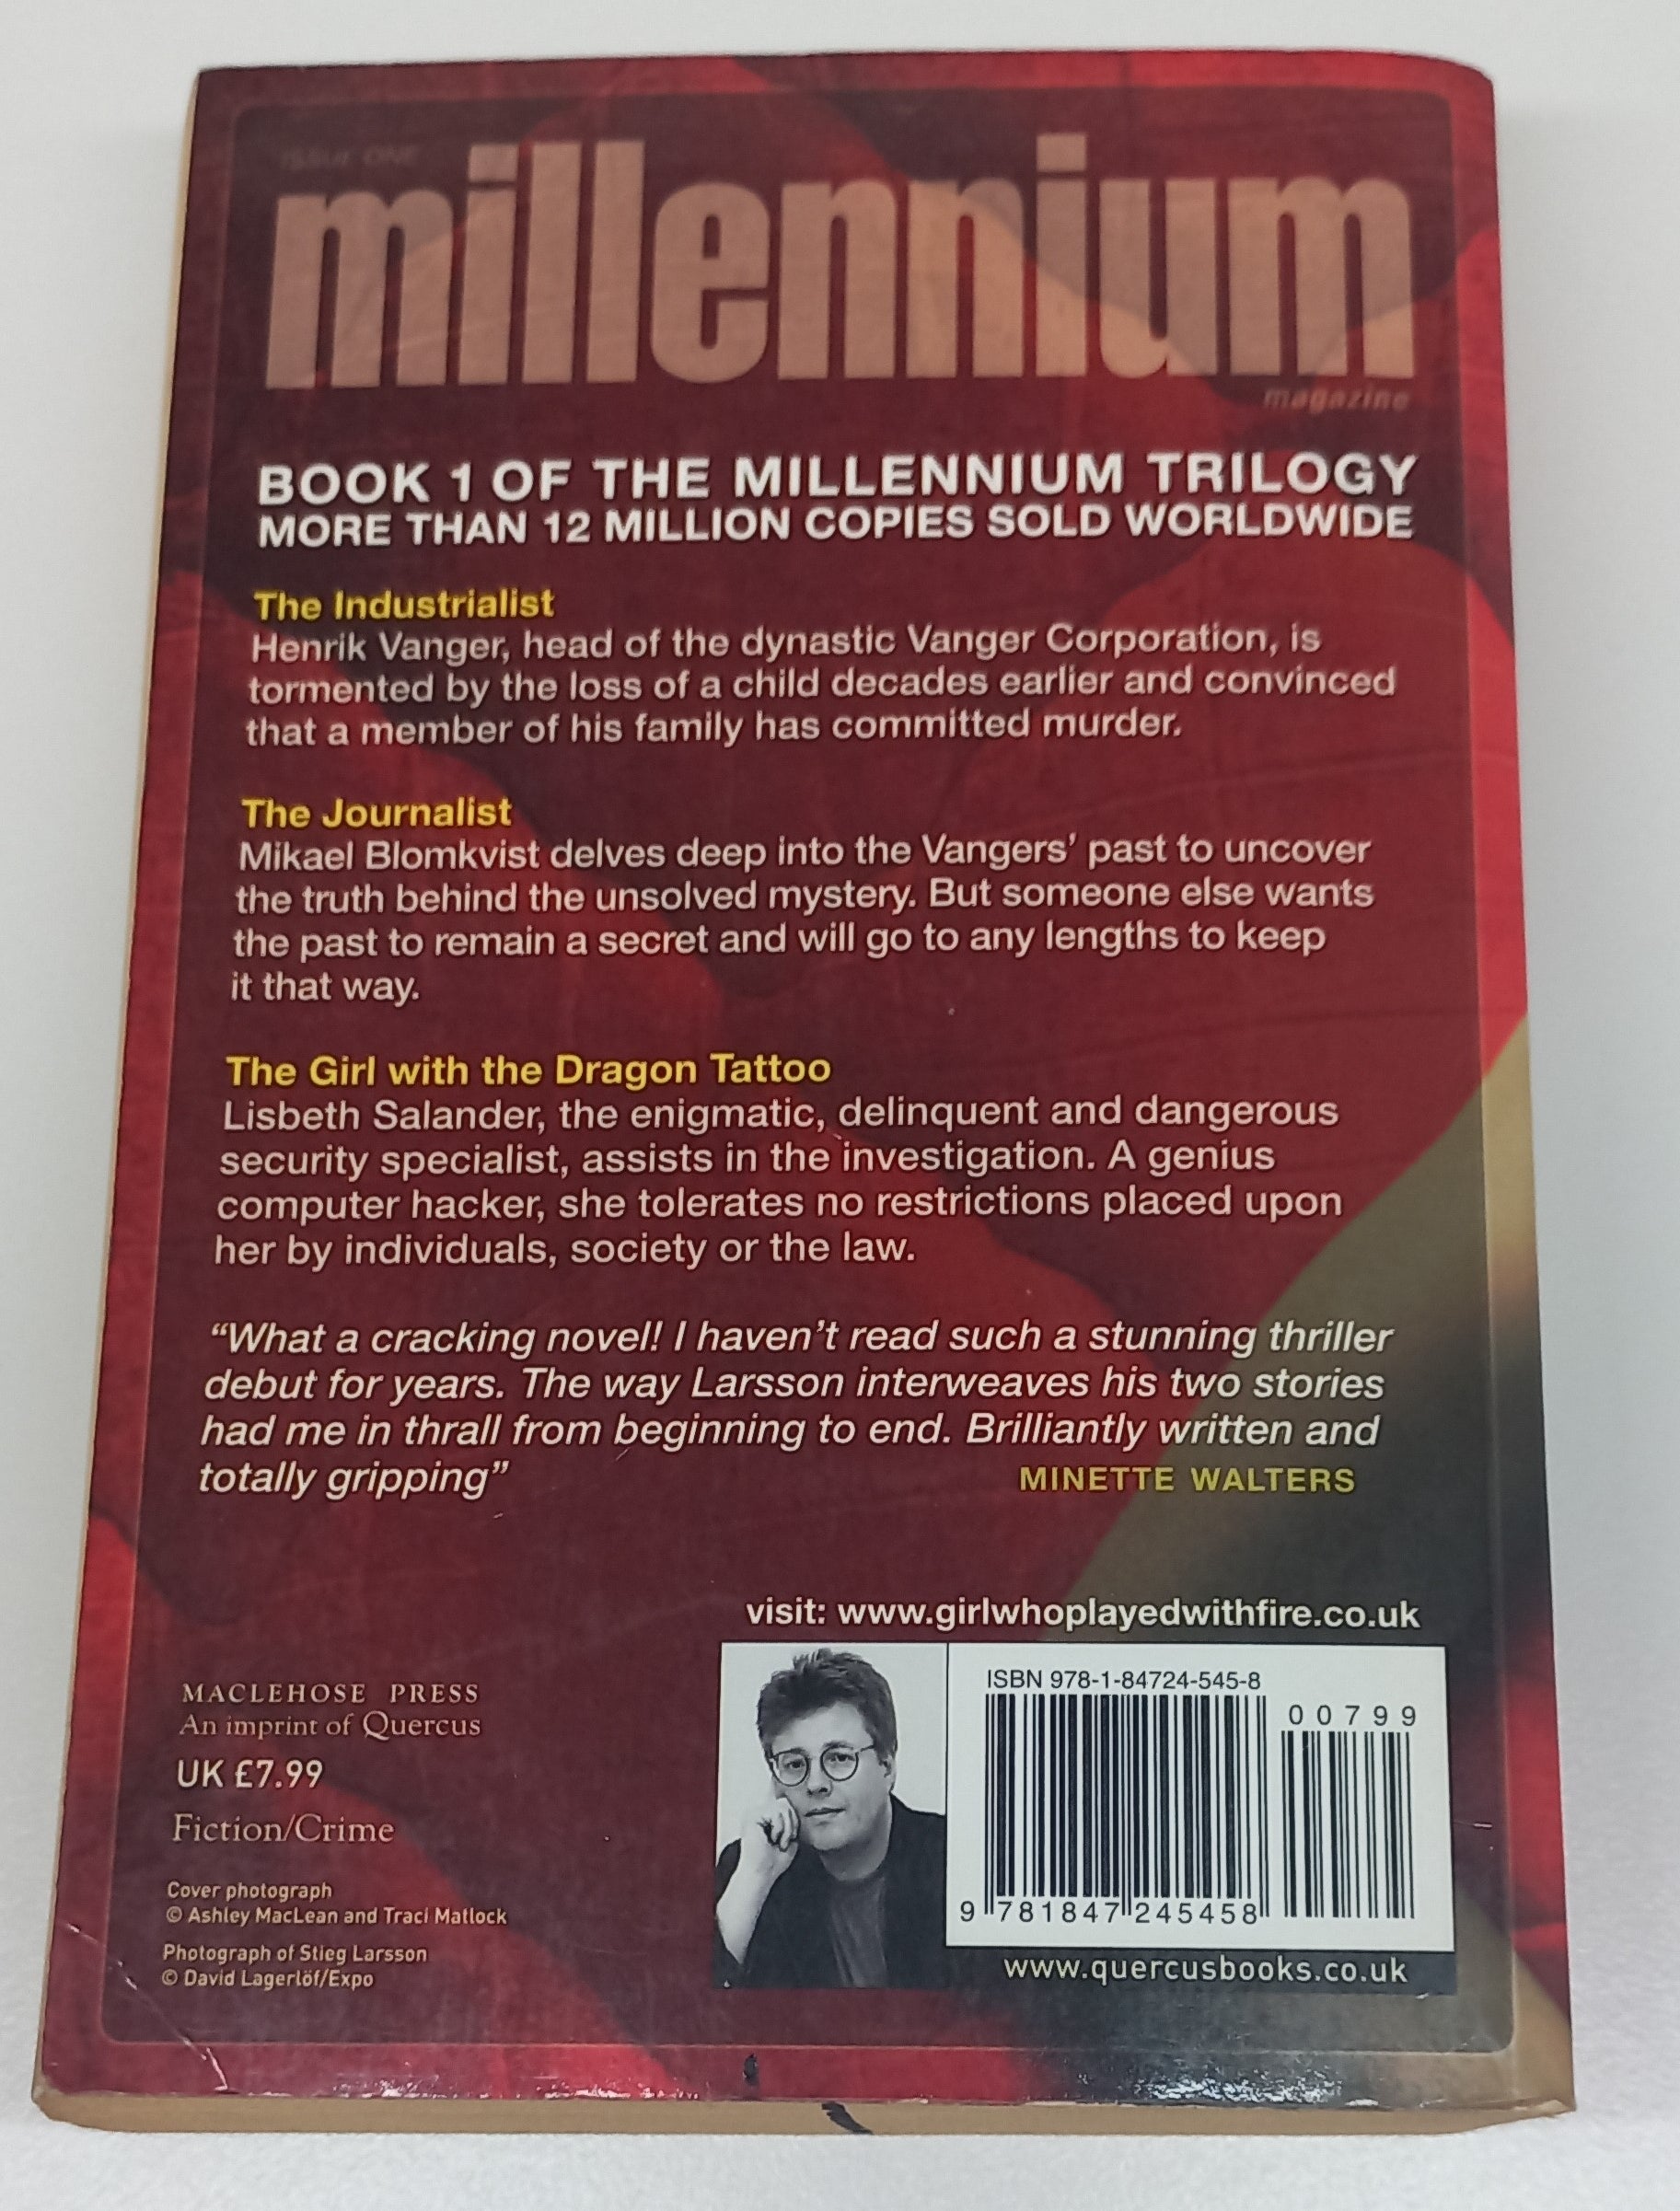 ISSUE ONE
millennium
magazine
BOOK 1 OF THE MILLENNIUM TRILOGY
MORE THAN 12 MILLION COPIES SOLD WORLDWIDE
The Industrialist
Henrik Vanger, head of the dynastic Vanger Corporation, is
tormented by the loss of a child decades earlier and convinced
that a member of his family has committed murder.
The Journalist
Mikael Blomkvist delves deep into the Vangers’ past to uncover
the truth behind the unsolved mystery. But someone else wants
the past to remain a secret and will go to any lengths to keep
it that way.
The Girl with the Dragon Tattoo
Lisbeth Salander, the enigmatic, delinquent and dangerous
security specialist, assists in the investigation. A genius
computer hacker, she tolerates no restrictions placed upon
her by individuals, society or the law.
“What a cracking novel! I haven’t read such a stunning thriller
debut for years. The way Larsson interweaves his two stories
had me in thrall from beginning to end. Brilliantly written and
totally gripping” MINETTE WALTERS
visit: www.girlwhoplayedwithfire.co.uk
MACLEHOSE PRESS
An imprint of Quercus
UK £7.99
Fiction/Crime
Cover photograph
© Ashley MacLean and Traci Matlock
Photograph of Stieg Larsson
© David Lagerlöf/Expo
ISBN 978-1-84724-545-8
00799
9 781847 245458
www.quercusbooks.co.uk